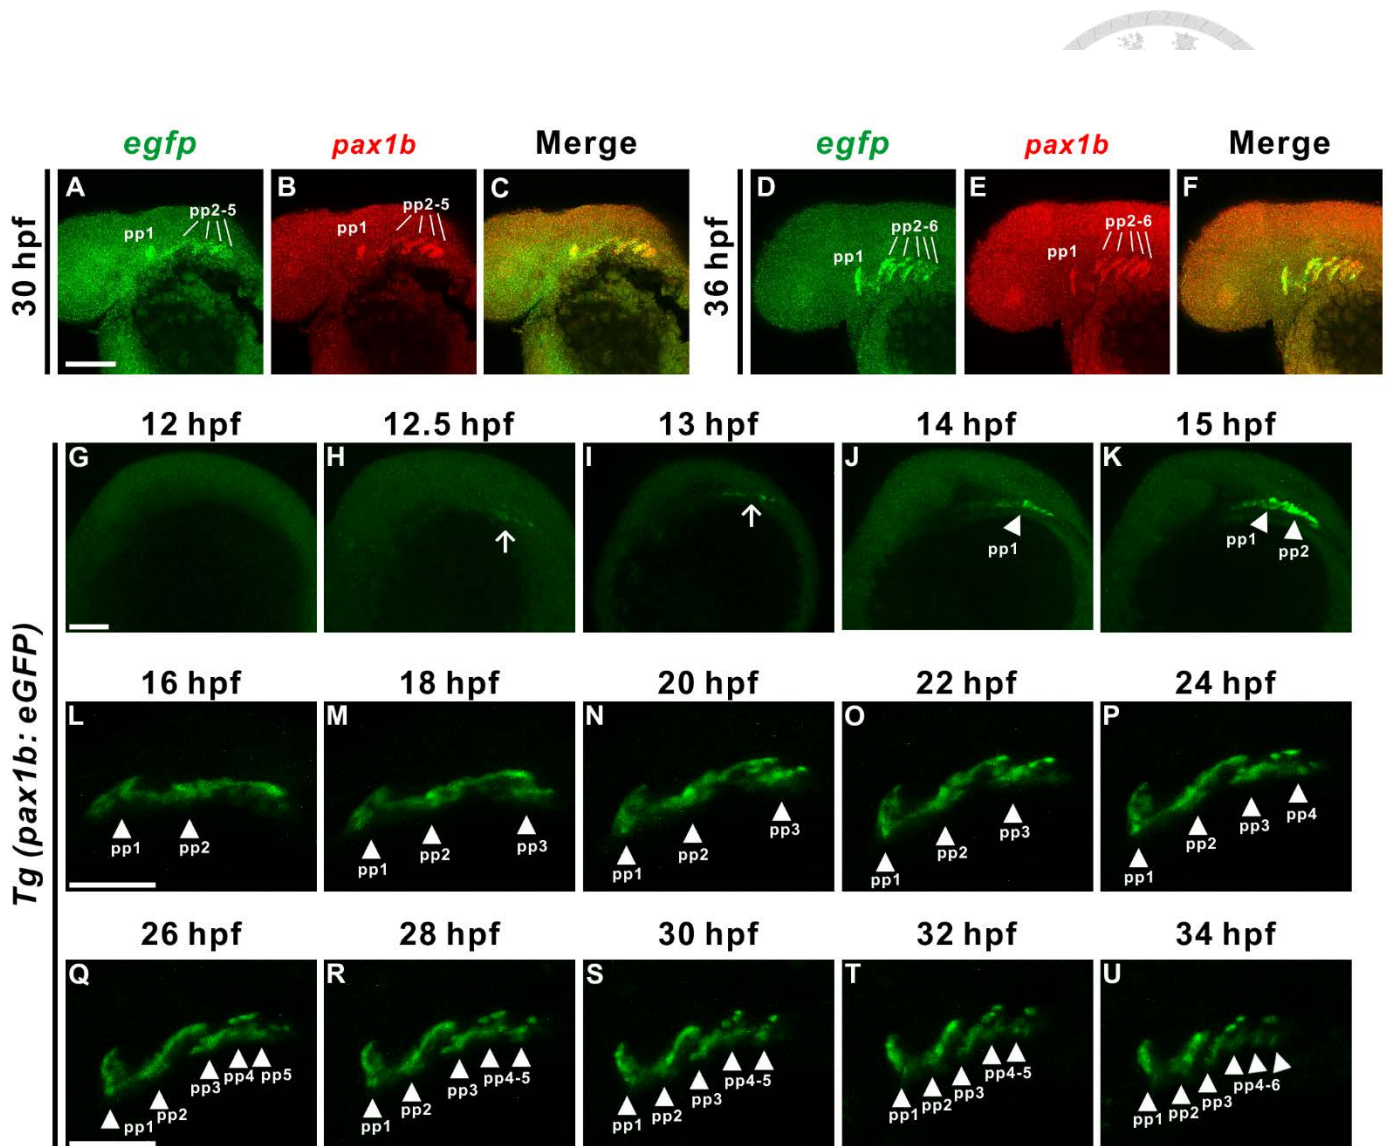 egfp pax1b Merge egfp pax1b Merge
30 hpf
A pp1 pp2-5
B pp1 pp2-5
C
36 hpf
D pp1 pp2-6
E pp1 pp2-6
F
Tg (pax1b: eGFP)
12 hpf 12.5 hpf 13 hpf 14 hpf 15 hpf
G H I J K
pp1 pp1 pp2
16 hpf 18 hpf 20 hpf 22 hpf 24 hpf
L M N O P
pp1 pp2
pp1 pp2 pp3
pp1 pp2 pp3
pp1 pp2 pp3
pp1 pp2 pp3 pp4
26 hpf 28 hpf 30 hpf 32 hpf 34 hpf
Q R S T U
pp1 pp2 pp3 pp4 pp5
pp1 pp2 pp3 pp4-5
pp1 pp2 pp3 pp4-5
pp1 pp2 pp3 pp4-5
pp1 pp2 pp3 pp4-6